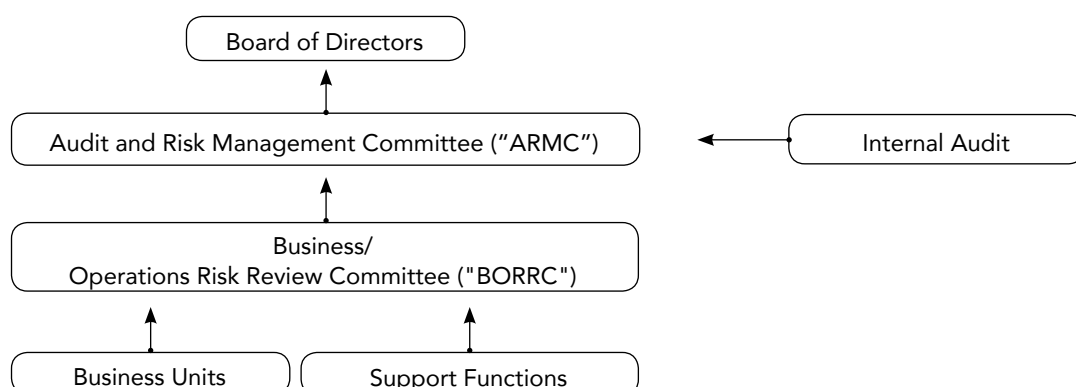 Board of Directors
Audit and Risk Management Committee (“ARMC”)
Internal Audit
Business/
Operations Risk Review Committee ("BORRC")
Business Units
Support Functions